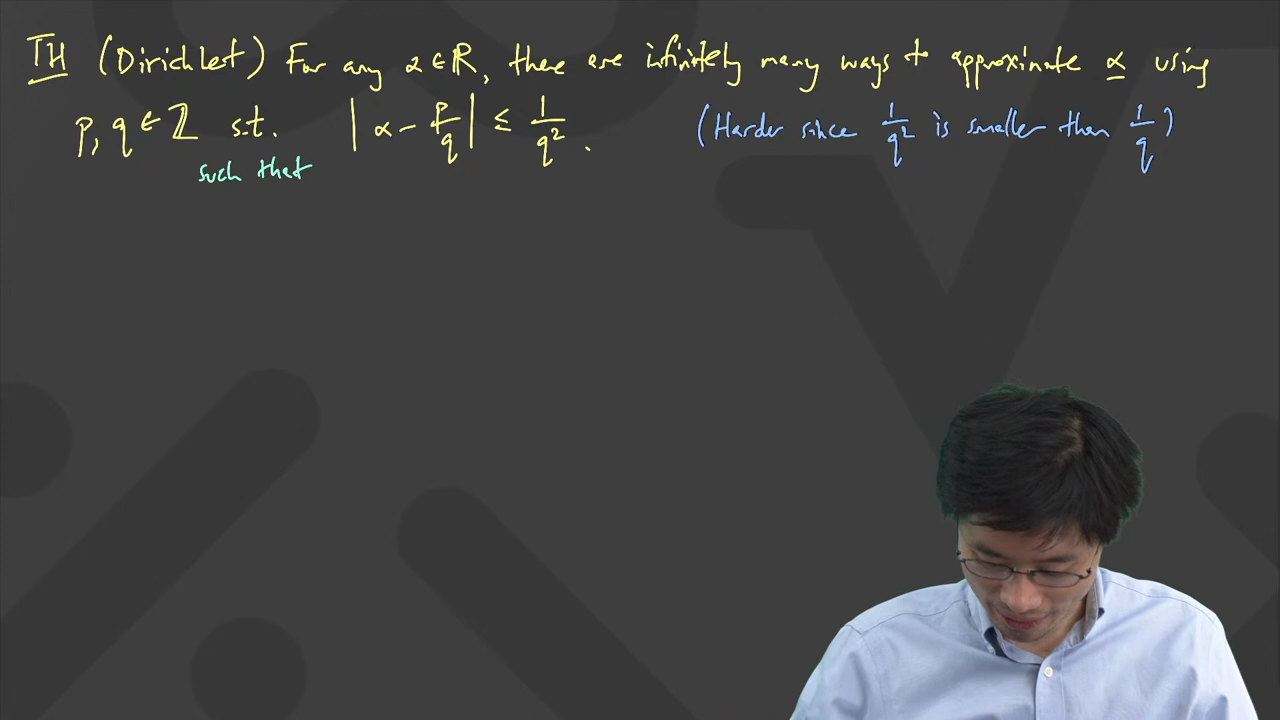 TH (Dirichlet) For any α ∈ ℝ, there are infinitely many ways to approximate α using
p, q ∈ ℤ s.t. |α - p/q| ≤ 1/q². (Harder since 1/q² is smaller than 1/q)
such that